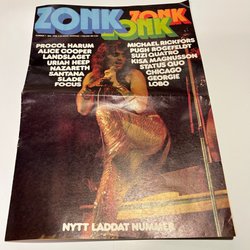 ZONK
ZONK
ZONK
PROCOL HARUM
ALICE COOPER
LANDSLAGET
URIAH HEEP
NAZARETH
SANTANA
SLADE
FOCUS
MICHAEL RICKFORS
PUGH ROGEFELDT
SUZI QUATRO
KISA MAGNUSSON
STATUS QUO
CHICAGO
GEORGIE
LOBO
NYTT LADDAT NUMMER